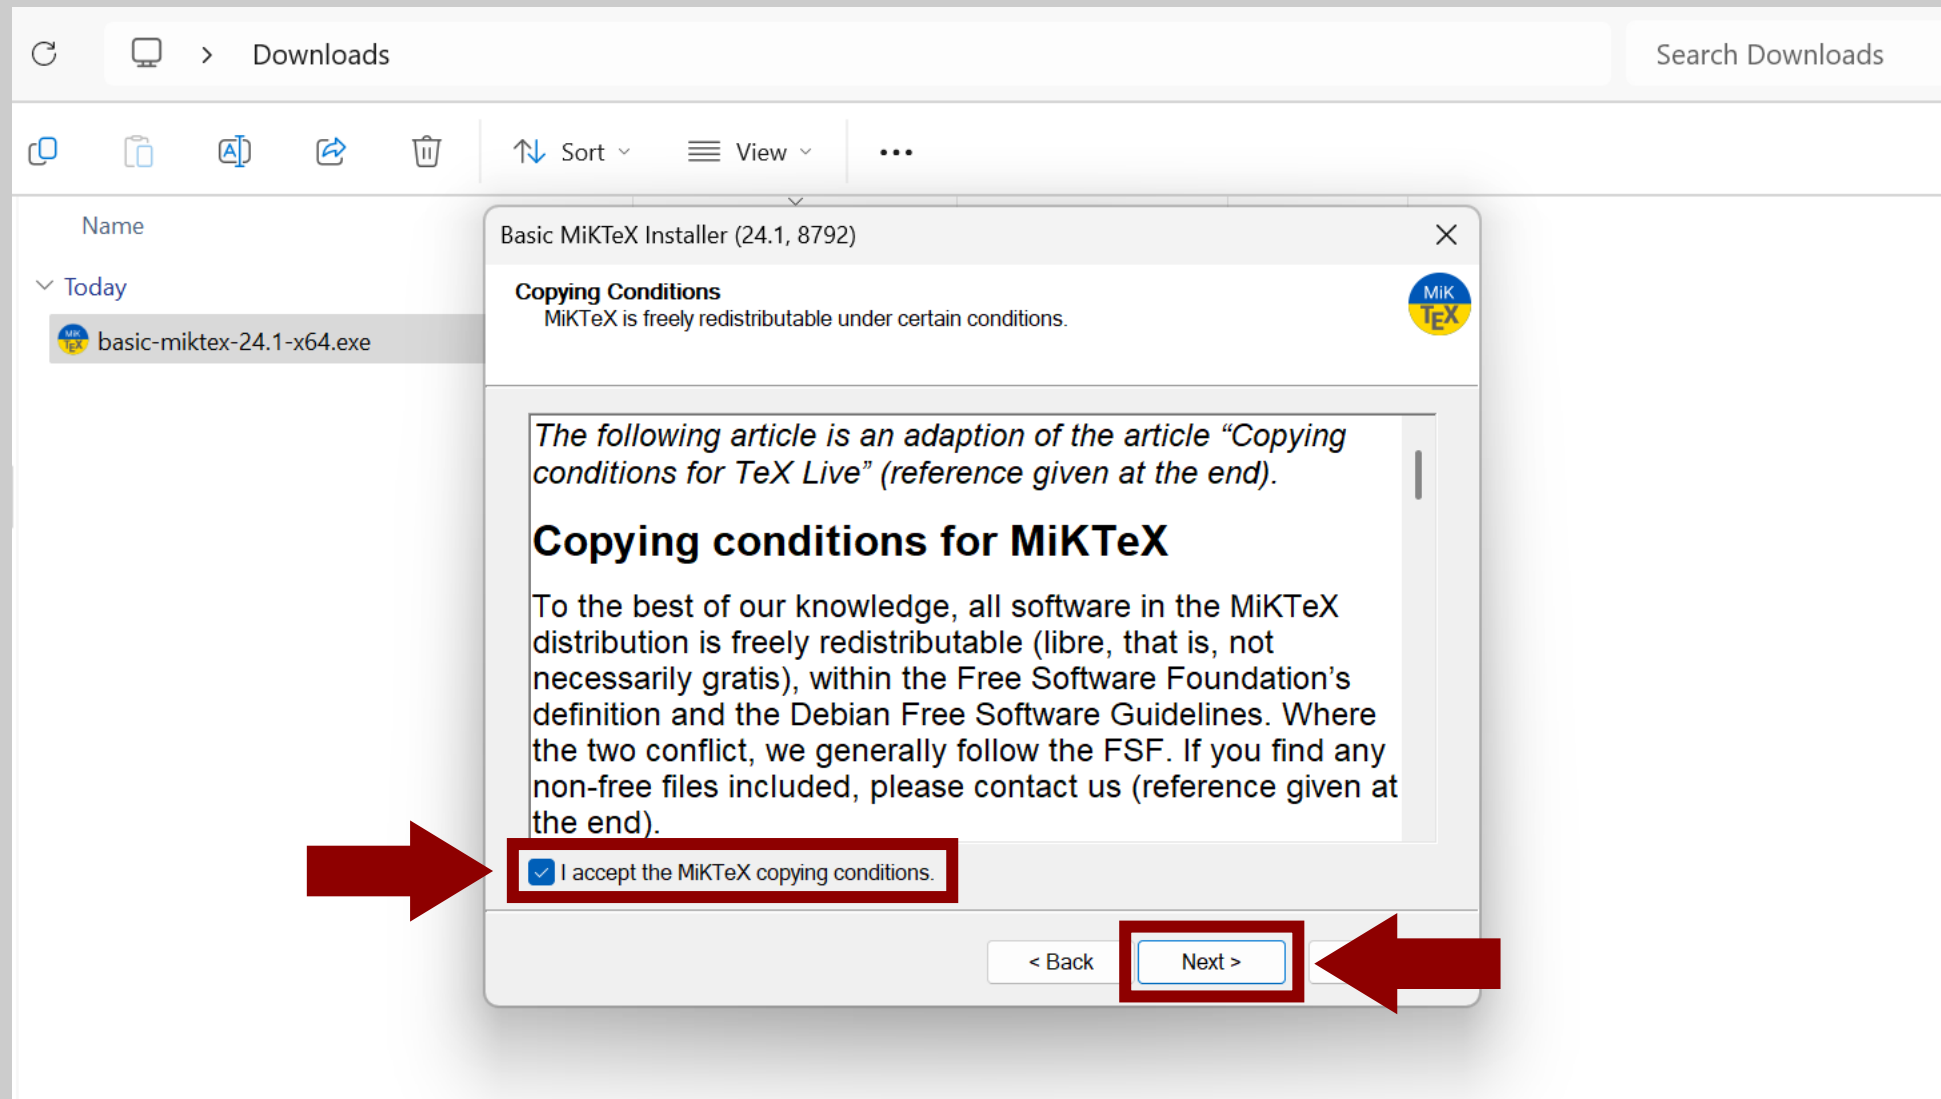 Downloads
Search Downloads
Sort
View
Name
Today
basic-miktex-24.1-x64.exe
Basic MiKTeX Installer (24.1, 8792)
Copying Conditions
MiKTeX is freely redistributable under certain conditions.
MiK
TEX
The following article is an adaption of the article “Copying
conditions for TeX Live” (reference given at the end).
Copying conditions for MiKTeX
To the best of our knowledge, all software in the MiKTeX
distribution is freely redistributable (libre, that is, not
necessarily gratis), within the Free Software Foundation’s
definition and the Debian Free Software Guidelines. Where
the two conflict, we generally follow the FSF. If you find any
non-free files included, please contact us (reference given at
the end).
I accept the MiKTeX copying conditions.
< Back
Next >